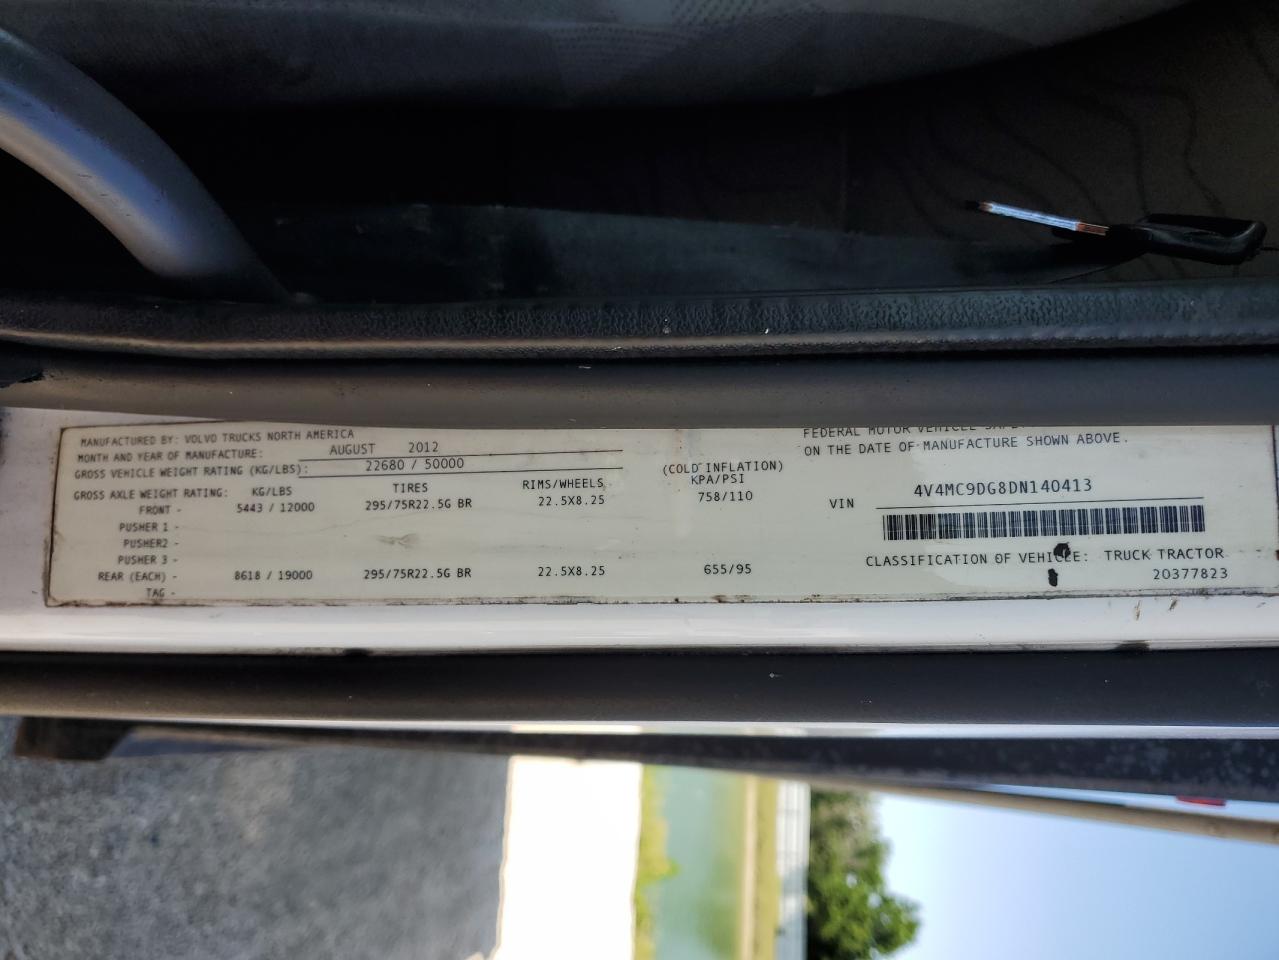 MANUFACTURED BY: VOLVO TRUCKS NORTH AMERICA
MONTH AND YEAR OF MANUFACTURE: AUGUST 2012
GROSS VEHICLE WEIGHT RATING (KG/LBS): 22680 / 50000
GROSS AXLE WEIGHT RATING: KG/LBS TIRES RIMS/WHEELS (COLD INFLATION) KPA/PSI
FRONT - 5443 / 12000 295/75R22.5G BR 22.5X8.25 758/110
PUSHER 1 -
PUSHER2 -
PUSHER 3 -
REAR (EACH) - 8618 / 19000 295/75R22.5G BR 22.5X8.25 655/95
TAG -
FEDERAL MOTOR VEHICLE
ON THE DATE OF MANUFACTURE SHOWN ABOVE.
VIN 4V4MC9DG8DN140413
CLASSIFICATION OF VEHICLE: TRUCK TRACTOR
20377823